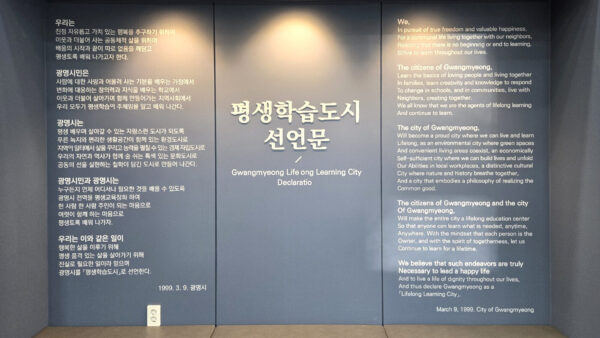 우리는
진정 자유롭고 가치 있는 행복을 추구하기 위하여
이웃과 더불어 사는 공동체적 삶을 위하여
배움의 시작과 끝이 따로 없음을 깨닫고
평생토록 배워 나가고자 한다.
광명시민은
사람에 대한 사랑과 어울려 사는 기본을 배우는 가정에서
변화에 대응하는 창의력과 지식을 배우는 학교에서
이웃과 더불어 살아가며 함께 만들어가는 지역사회에서
우리 모두가 평생학습의 주체임을 알고 배워 나간다.
광명시는
평생 배우며 살아갈 수 있는 자랑스런 도시가 되도록
푸른 녹지와 편리한 생활공간이 함께 있는 환경도시로
지역의 일터에서 삶을 꾸리고 능력을 펼칠 수 있는 경제 자립도시로
우리의 자연과 역사가 함께 숨 쉬는 특색 있는 문화도시로
공동의 선을 실현하는 철학이 담긴 도시로 만들어 나간다.
광명시민과 광명시는
누구든지 언제 어디서나 필요한 것을 배울 수 있도록
광명시 전역을 평생교육장화 하여
한 사람 한 사람 주인이 되는 마음으로
더불어 함께 하는 마음으로
평생토록 배워 나가자.
우리는 이와 같은 일이
행복한 삶을 이루기 위해
평생 품격 있는 삶을 살아가기 위해
진실로 필요한 일이라 믿으며
광명시를 「평생학습도시」로 선언한다.
1999. 3. 9. 광명시
평생학습도시
선언문
Gwangmyeong Life ong Learning City
Declaratio
We,
In pursuit of true freedom and valuable happiness,
For a communal life living together with our neighbors,
Realizing that there is no beginning or end to learning,
Strive to learn throughout our lives.
The citizens of Gwangmyeong,
Learn the basics of loving people and living together
In families, learn creativity and knowledge to respond
To change in schools, and in communities, live with
Neighbors, creating together.
We all know that we are the agents of lifelong learning
And continue to learn.
The city of Gwangmyeong,
Will become a proud city where we can live and learn
Lifelong, as an environmental city where green spaces
And convenient living areas coexist, an economically
Self-sufficient city where we can build lives and unfold
Our Abilities in local workplaces, a distinctive cultural
City where nature and history breathe together,
And a city that embodies a philosophy of realizing the
Common good.
The citizens of Gwangmyeong and the city
Of Gwangmyeong,
Will make the entire city a lifelong education center
So that anyone can learn what is needed, anytime,
Anywhere. With the mindset that each person is the
Owner, and with the spirit of togetherness, let us
Continue to learn for a lifetime.
We believe that such endeavors are truly
Necessary to lead a happy life
And to live a life of dignity throughout our lives,
And thus declare Gwangmyeong as a
「Lifelong Learning City」.
March 9, 1999. City of Gwangmyeong